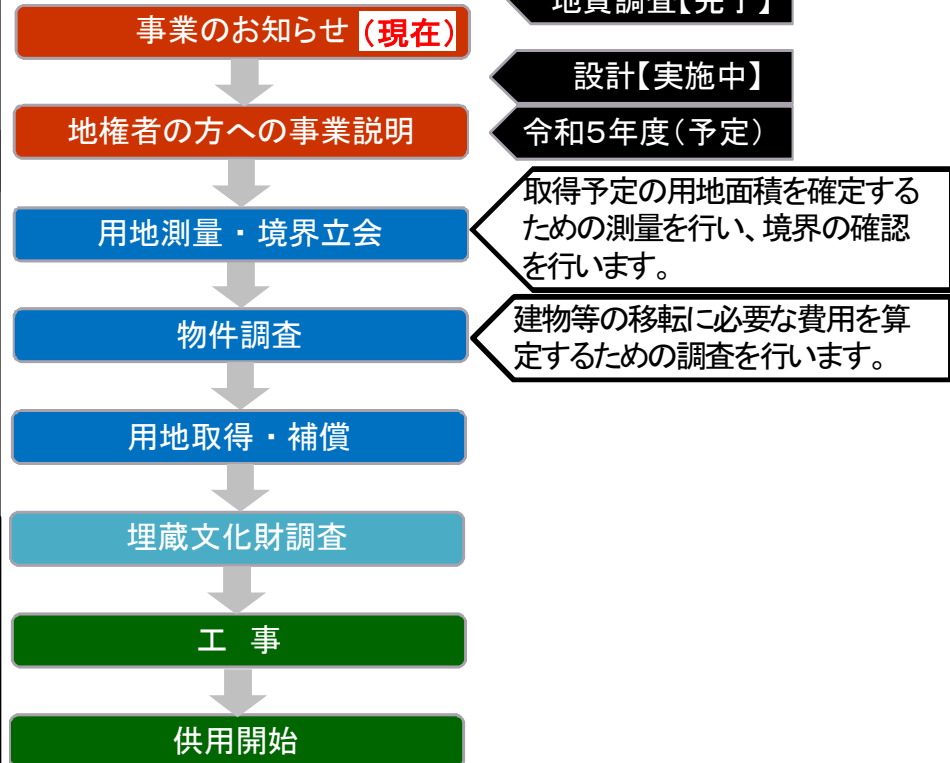 地質調査【完了】
事業のお知らせ(現在)
設計【実施中】
地権者の方への事業説明
令和5年度(予定)
取得予定の用地面積を確定する
ための測量を行い、境界の確認
を行います。
用地測量・境界立会
建物等の移転に必要な費用を算
定するための調査を行います。
物件調査
用地取得・補償
埋蔵文化財調査
工 事
供用開始